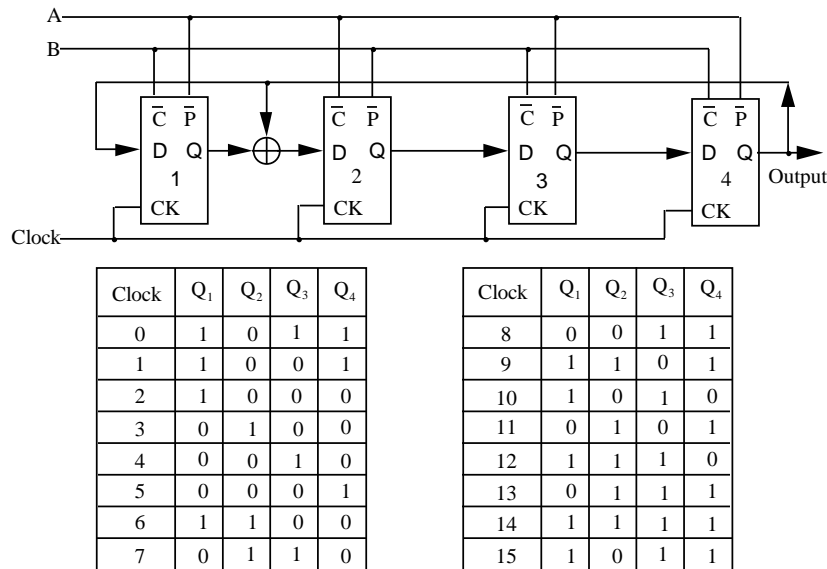 A
B
C̅ P̅ C̅ P̅ C̅ P̅ C̅ P̅
D Q D Q D Q D Q
1 2 3 4
Output
CK CK CK CK
Clock
Clock Q₁ Q₂ Q₃ Q₄
0 1 0 1 1
1 1 0 0 1
2 1 0 0 0
3 0 1 0 0
4 0 0 1 0
5 0 0 0 1
6 1 1 0 0
7 0 1 1 0
Clock Q₁ Q₂ Q₃ Q₄
8 0 0 1 1
9 1 1 0 1
10 1 0 1 0
11 0 1 0 1
12 1 1 1 0
13 0 1 1 1
14 1 1 1 1
15 1 0 1 1